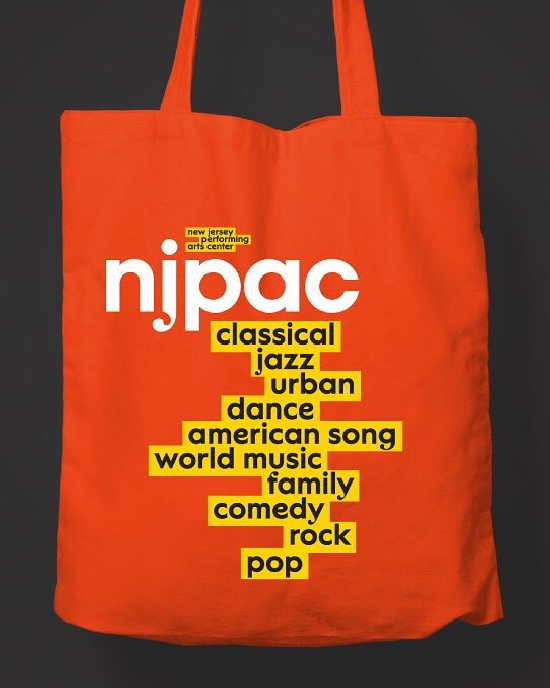 new jersey
performing
arts center
njpac
classical
jazz
urban
dance
american song
world music
family
comedy
rock
pop